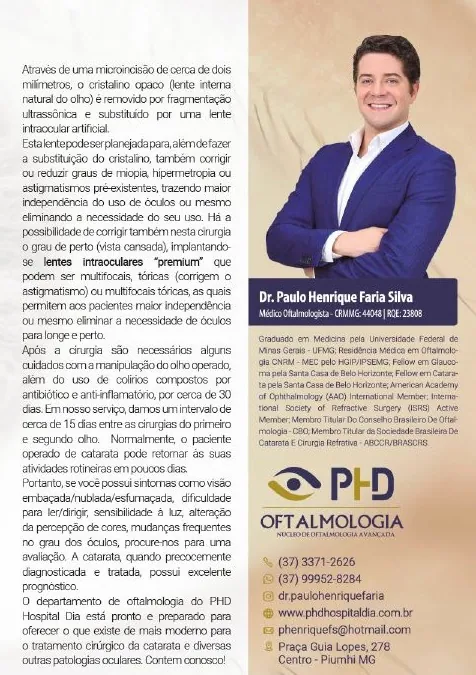 Através de uma microincisão de cerca de dois
milímetros, o cristalino opaco (lente interna
natural do olho) é removido por fragmentação
ultrassônica e substituído por uma lente
intraocular artificial.
Esta lente pode ser planejada para, além de fazer
a substituição do cristalino, também corrigir
ou reduzir graus de miopia, hipermetropia ou
astigmatismos pré-existentes, trazendo maior
independência do uso de óculos ou mesmo
eliminando a necessidade do seu uso. Há a
possibilidade de corrigir também nesta cirurgia
o grau de perto (vista cansada), implantando-
se lentes intraoculares “premium” que
podem ser multifocais, tóricas (corrigem o
astigmatismo) ou multifocais tóricas, as quais
permitem aos pacientes maior independência
ou mesmo eliminar a necessidade de óculos
para longe e perto.
Após a cirurgia são necessários alguns
cuidados com a manipulação do olho operado,
além do uso de colírios compostos por
antibiótico e anti-inflamatório, por cerca de 30
dias. Em nosso serviço, damos um intervalo de
cerca de 15 dias entre as cirurgias do primeiro
e segundo olho. Normalmente, o paciente
operado de catarata pode retornar às suas
atividades rotineiras em poucos dias.
Portanto, se você possui sintomas como visão
embaçada/nublada/esfumaçada, dificuldade
para ler/dirigir, sensibilidade à luz, alteração
da percepção de cores, mudanças frequentes
no grau dos óculos, procure-nos para uma
avaliação. A catarata, quando precocemente
diagnosticada e tratada, possui excelente
prognóstico.
O departamento de oftalmologia do PHD
Hospital Dia está pronto e preparado para
oferecer o que existe de mais moderno para
o tratamento cirúrgico da catarata e diversas
outras patologias oculares. Contem conosco!
Dr. Paulo Henrique Faria Silva
Médico Oftalmologista - CRMMG: 44048 | RQE: 23808
Graduado em Medicina pela Universidade Federal de
Minas Gerais - UFMG; Residência Médica em Oftalmolo-
gia CNRM - MEC pelo HGIP/IPSEMG; Fellow em Glauco-
ma pela Santa Casa de Belo Horizonte; Fellow em Catara-
ta pela Santa Casa de Belo Horizonte; American Academy
of Ophthalmology (AAO) International Member; Interna-
tional Society of Refractive Surgery (ISRS) Active
Member; Membro Titular Do Conselho Brasileiro De Oftal-
mologia - CBO; Membro Titular da Sociedade Brasileira De
Catarata E Cirurgia Refrativa - ABCCR/BRASCRS.
PHD
OFTALMOLOGIA
NÚCLEO DE OFTALMOLOGIA AVANÇADA
(37) 3371-2626
(37) 99952-8284
dr.paulohenriquefaria
www.phdhospitaldia.com.br
phenriquefs@hotmail.com
Praça Guia Lopes, 278
Centro - Piumhi MG